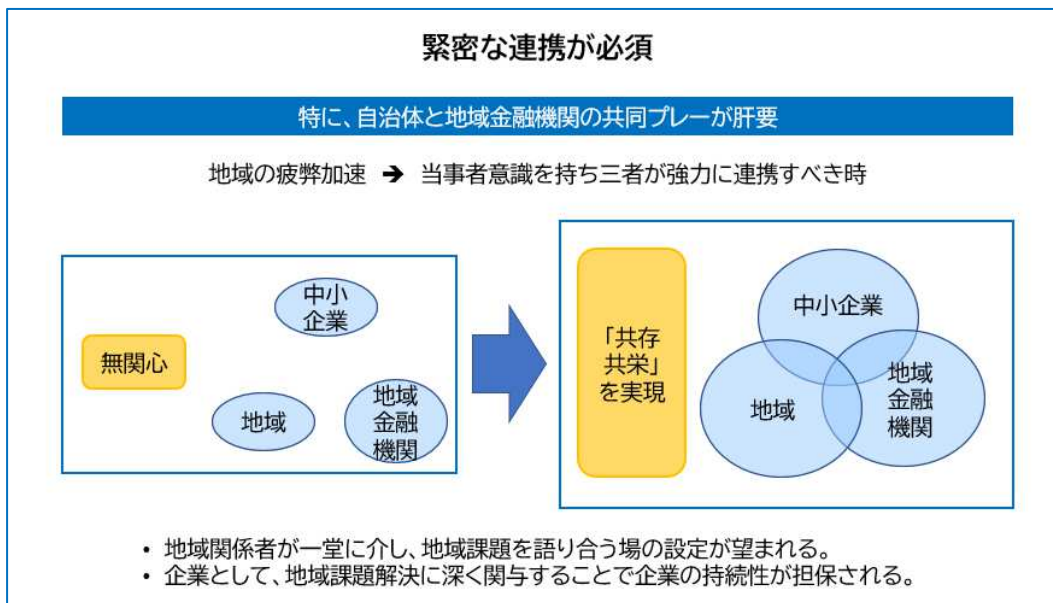 緊密な連携が必須
特に、自治体と地域金融機関の共同プレーが肝要
地域の疲弊加速 ➔ 当事者意識を持ち三者が強力に連携すべき時
無関心
中小
企業
地域
地域
金融
機関
「共存
共栄」
を実現
中小企業
地域
地域
金融
機関
• 地域関係者が一堂に介し、地域課題を語り合う場の設定が望まれる。
• 企業として、地域課題解決に深く関与することで企業の持続性が担保される。